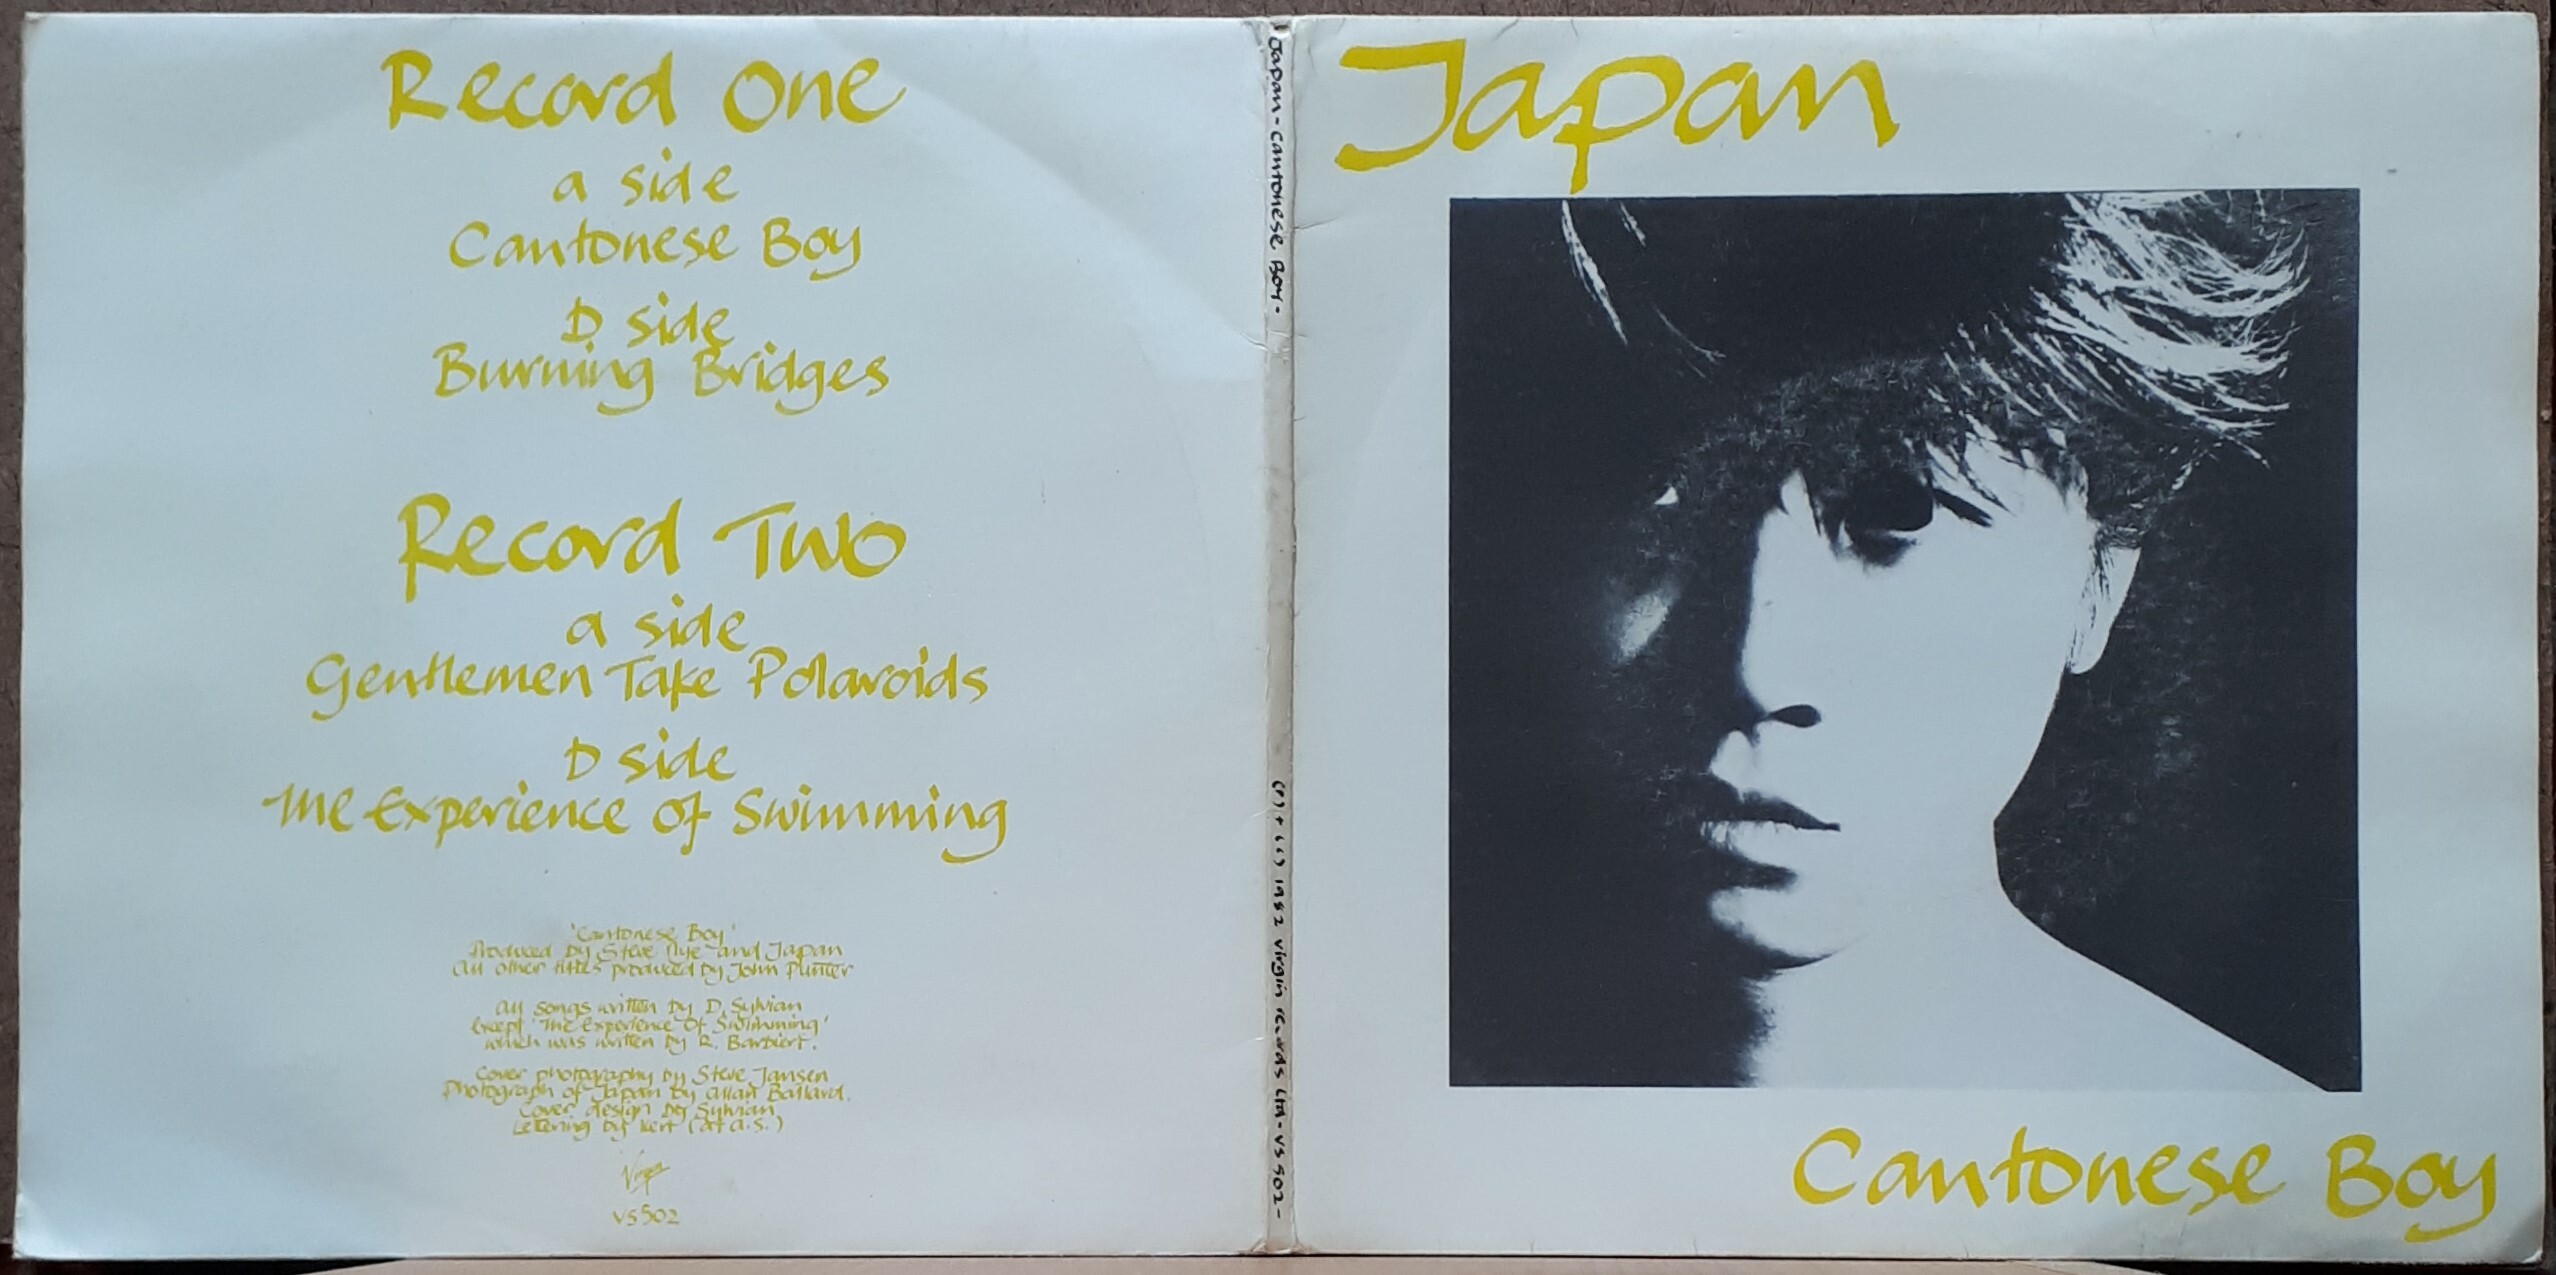 Record One
a side
Cantonese Boy
D side
Burning Bridges
Record Two
a side
Gentlemen Take Polaroids
D side
The Experience Of Swimming
'Cantonese Boy'
Produced by Steve Nye and Japan
All other titles produced by John Punter
All songs written by D. Sylvian
Except 'The Experience Of Swimming'
which was written by R. Barbieri.
Cover photography by Steve Jansen
Photograph of Japan by Allan Ballard.
Cover design by Sylvian
Lettering by Kert (at a.s.)
Virgin
VS502
Japan - Cantonese Boy -
(P) + (C) 1982 virgin records Ltd - VS 502 -
Japan
Cantonese Boy